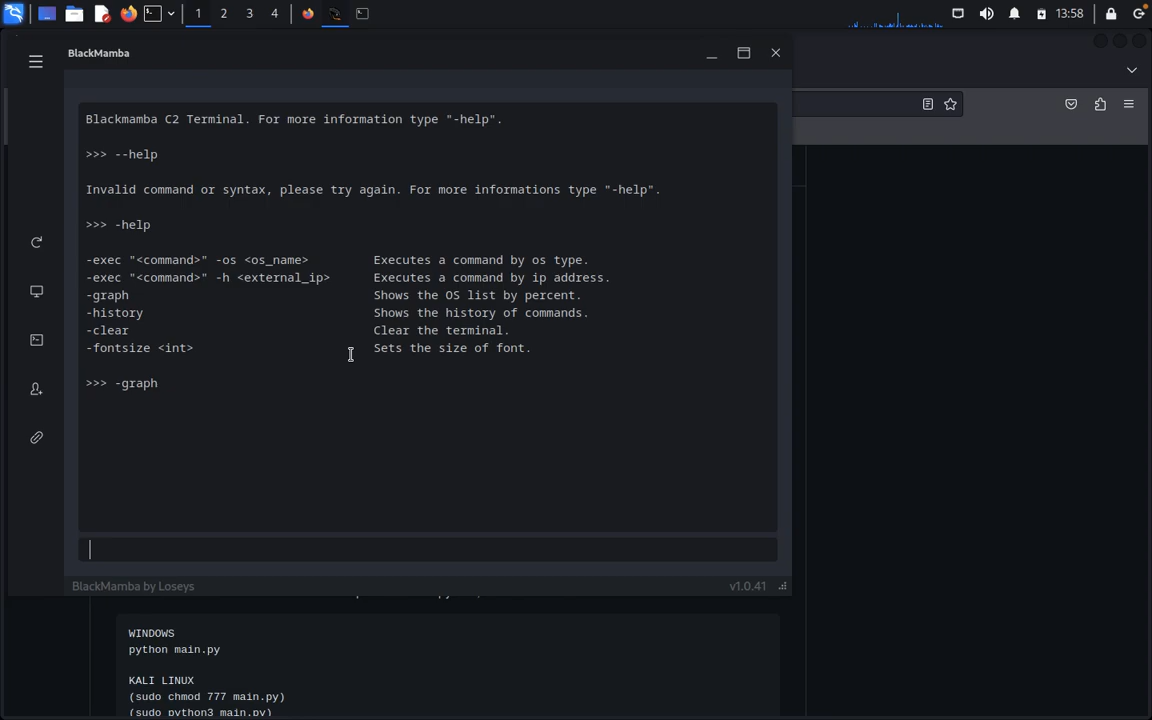 1 2 3 4 13:58
BlackMamba
Blackmamba C2 Terminal. For more information type "-help".
>>> --help
Invalid command or syntax, please try again. For more informations type "-help".
>>> -help
-exec "<command>" -os <os_name> Executes a command by os type.
-exec "<command>" -h <external_ip> Executes a command by ip address.
-graph Shows the OS list by percent.
-history Shows the history of commands.
-clear Clear the terminal.
-fontsize <int> Sets the size of font.
>>> -graph
BlackMamba by Loseys v1.0.41
WINDOWS
python main.py
KALI LINUX
(sudo chmod 777 main.py)
(sudo python3 main.py)